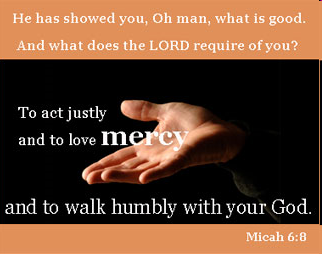 He has showed you, Oh man, what is good.
And what does the LORD require of you?
To act justly
and to love mercy
and to walk humbly with your God.
Micah 6:8